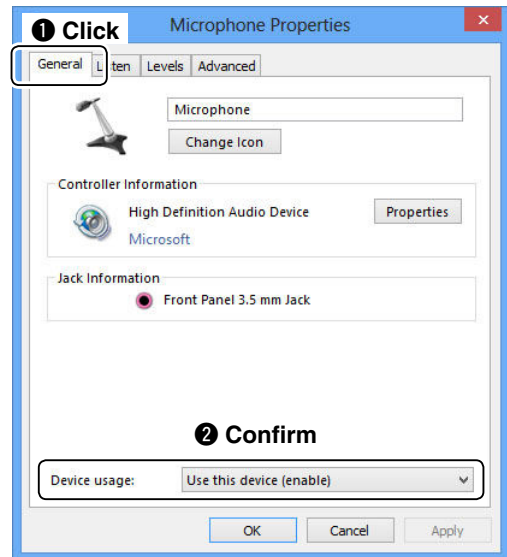 ❶ Click
Microphone Properties
General Listen Levels Advanced
Microphone
Change Icon
Controller Information
High Definition Audio Device
Properties
Microsoft
Jack Information
Front Panel 3.5 mm Jack
❷ Confirm
Device usage: Use this device (enable)
OK Cancel Apply